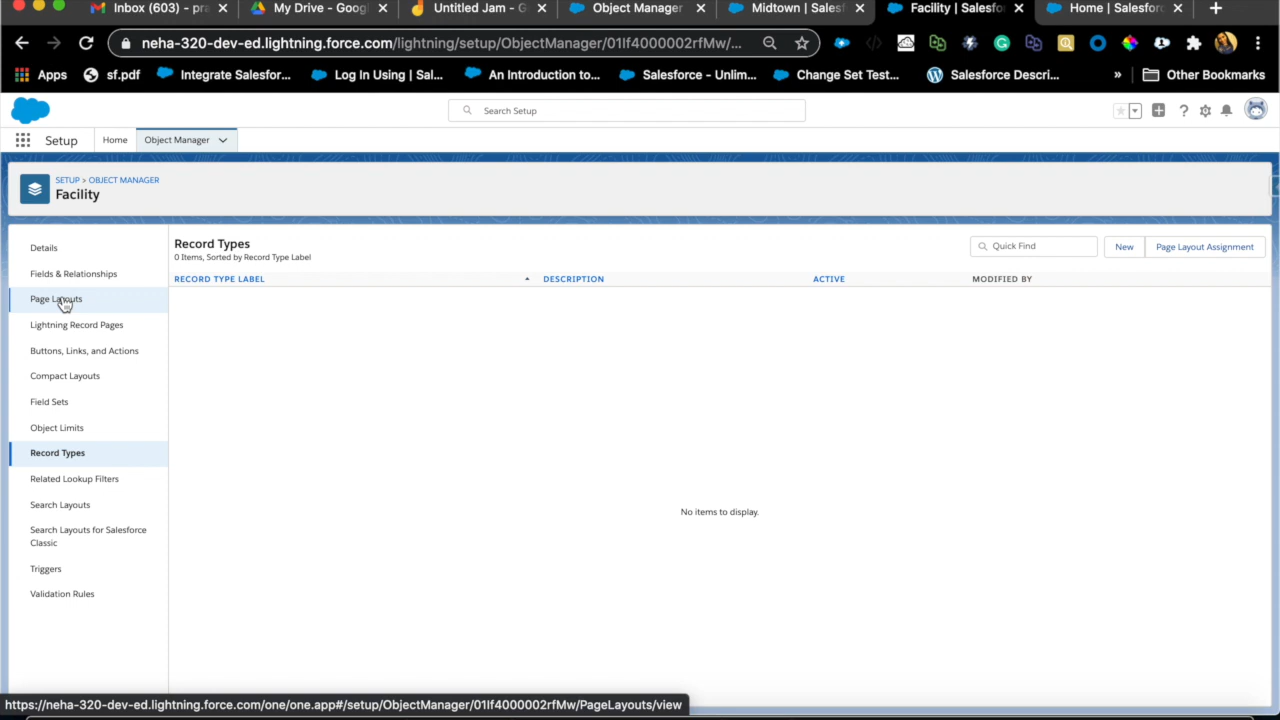 Inbox (603) - pra
My Drive - Googl
Untitled Jam - G
Object Manager
Midtown | Salesf
Facility | Salesfor
Home | Salesforc
neha-320-dev-ed.lightning.force.com/lightning/setup/ObjectManager/01If4000002rfMw/...
Apps
sf.pdf
Integrate Salesfor...
Log In Using | Sal...
An Introduction to...
Salesforce - Unlim...
Change Set Test...
Salesforce Descri...
»
Other Bookmarks
Search Setup
Setup
Home
Object Manager
SETUP > OBJECT MANAGER
Facility
Details
Fields & Relationships
Page Layouts
Lightning Record Pages
Buttons, Links, and Actions
Compact Layouts
Field Sets
Object Limits
Record Types
Related Lookup Filters
Search Layouts
Search Layouts for Salesforce
Classic
Triggers
Validation Rules
Record Types
0 Items, Sorted by Record Type Label
Quick Find
New
Page Layout Assignment
RECORD TYPE LABEL
DESCRIPTION
ACTIVE
MODIFIED BY
No items to display.
https://neha-320-dev-ed.lightning.force.com/one/one.app#/setup/ObjectManager/01If4000002rfMw/PageLayouts/view